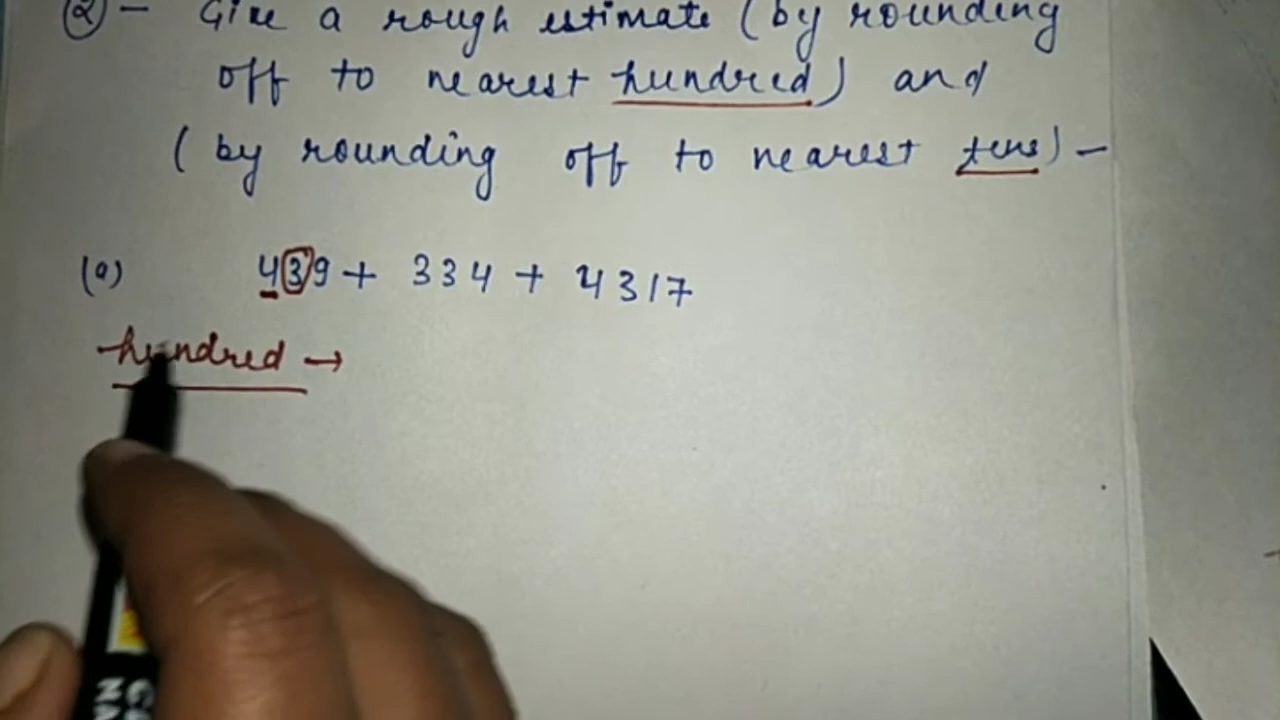 ② - Give a rough estimate (by rounding
off to nearest hundred) and
(by rounding off to nearest tens) -
(a) 439 + 334 + 4317
hundred →